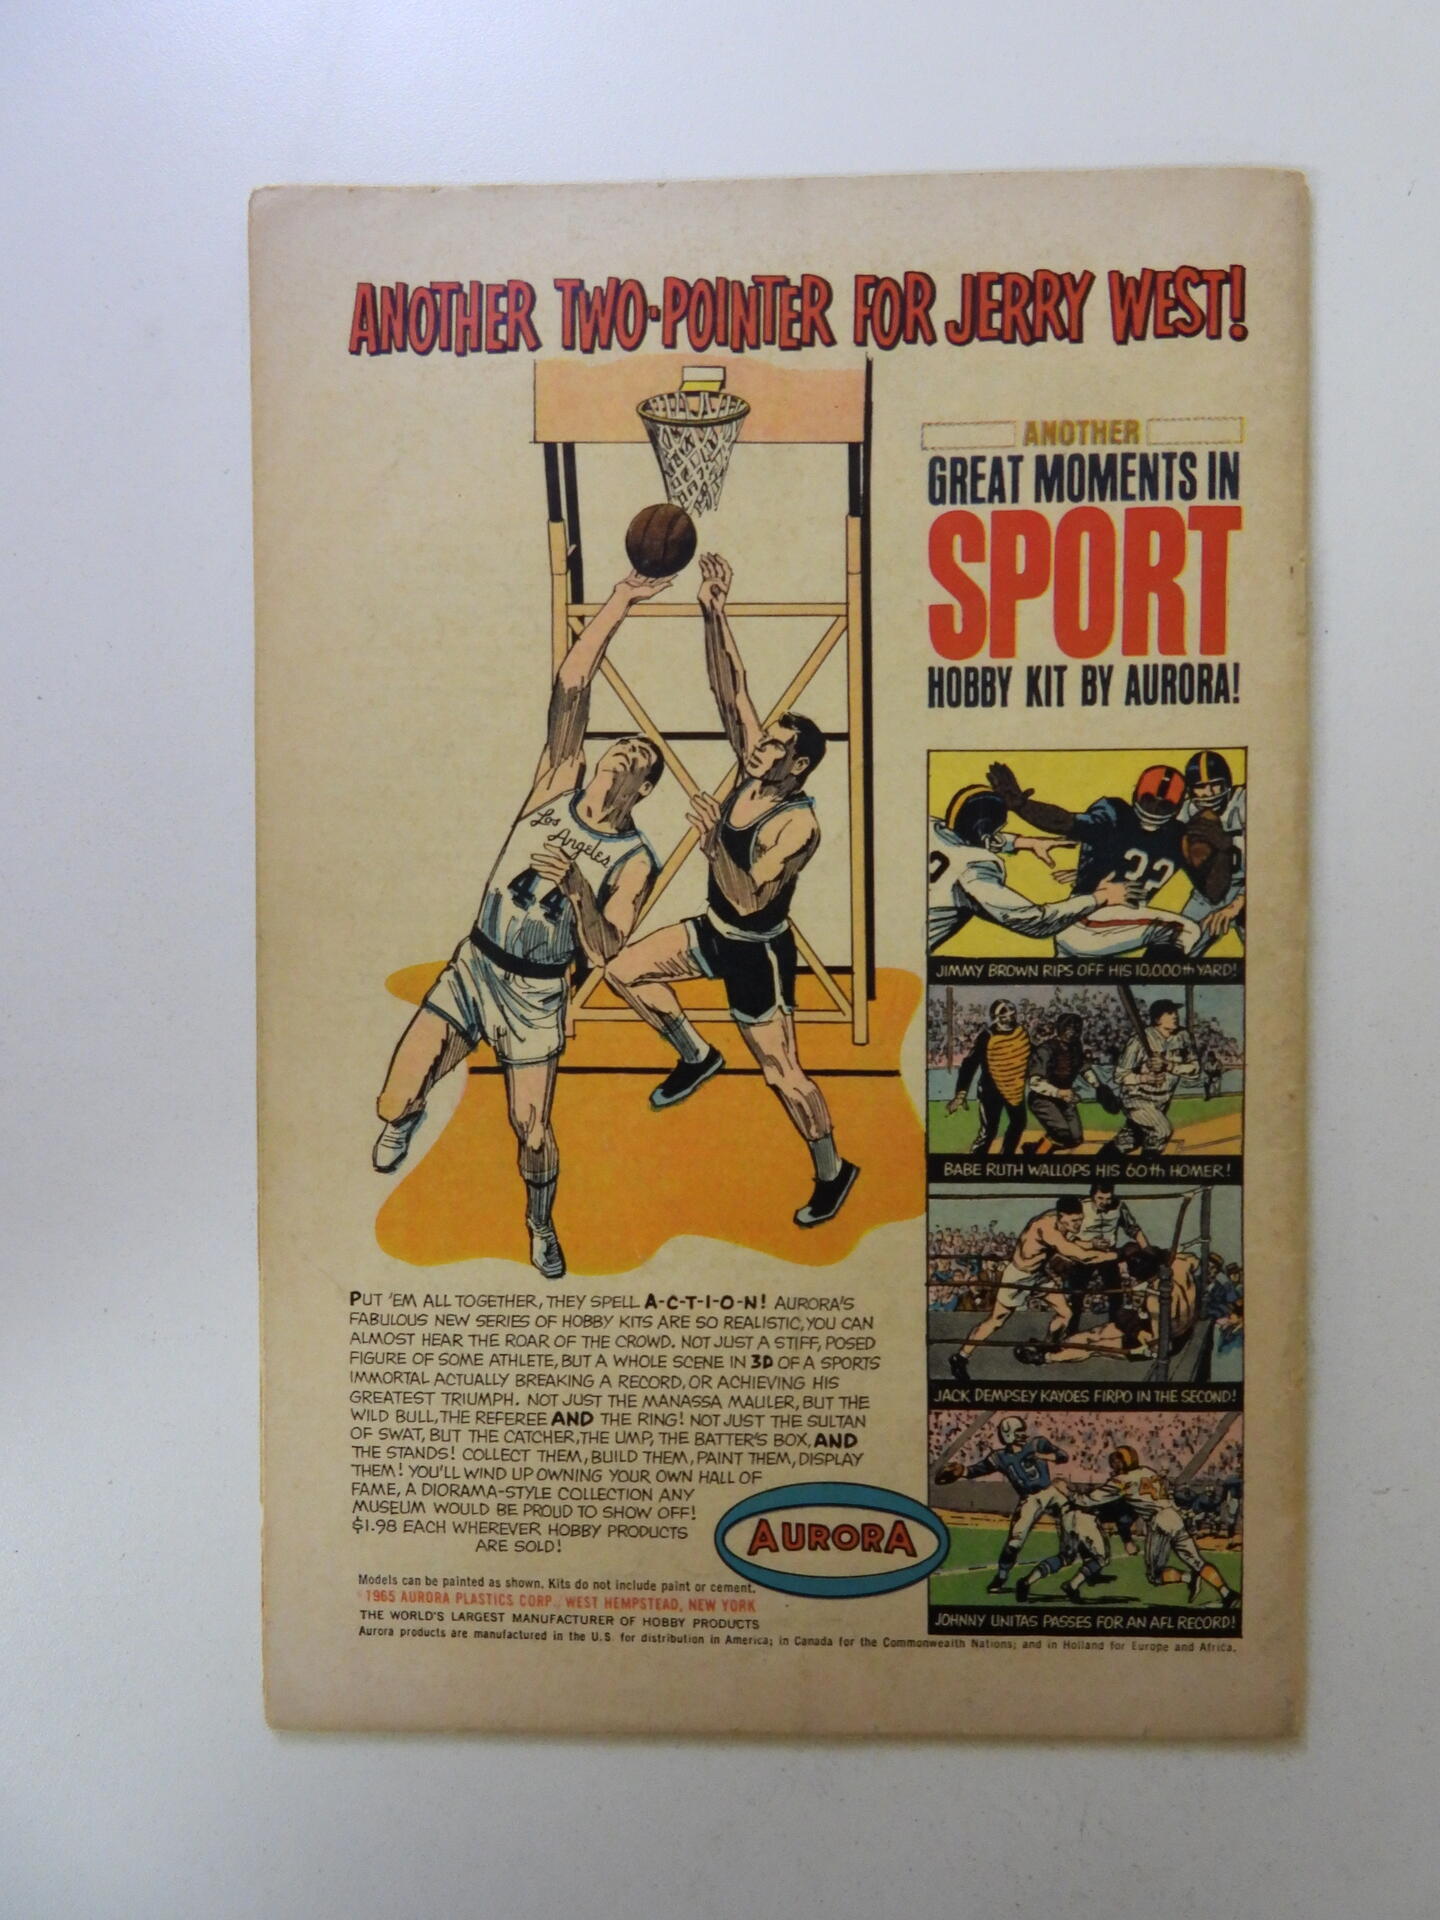 ANOTHER TWO-POINTER FOR JERRY WEST!
ANOTHER
GREAT MOMENTS IN
SPORT
HOBBY KIT BY AURORA!
Los
Angeles
44
32
JIMMY BROWN RIPS OFF HIS 10,000th YARD!
BABE RUTH WALLOPS HIS 60th HOMER!
JACK DEMPSEY KAYOES FIRPO IN THE SECOND!
19
JOHNNY UNITAS PASSES FOR AN AFL RECORD!
PUT 'EM ALL TOGETHER, THEY SPELL A-C-T-I-O-N! AURORA'S
FABULOUS NEW SERIES OF HOBBY KITS ARE SO REALISTIC, YOU CAN
ALMOST HEAR THE ROAR OF THE CROWD. NOT JUST A STIFF, POSED
FIGURE OF SOME ATHLETE, BUT A WHOLE SCENE IN 3D OF A SPORTS
IMMORTAL ACTUALLY BREAKING A RECORD, OR ACHIEVING HIS
GREATEST TRIUMPH. NOT JUST THE MANASSA MAULER, BUT THE
WILD BULL, THE REFEREE AND THE RING! NOT JUST THE SULTAN
OF SWAT, BUT THE CATCHER, THE UMP, THE BATTER'S BOX, AND
THE STANDS! COLLECT THEM, BUILD THEM, PAINT THEM, DISPLAY
THEM! YOU'LL WIND UP OWNING YOUR OWN HALL OF
FAME, A DIORAMA-STYLE COLLECTION ANY
MUSEUM WOULD BE PROUD TO SHOW OFF!
$1.98 EACH WHEREVER HOBBY PRODUCTS
ARE SOLD!
AURORA
Models can be painted as shown. Kits do not include paint or cement.
1965 AURORA PLASTICS CORP., WEST HEMPSTEAD, NEW YORK
THE WORLD'S LARGEST MANUFACTURER OF HOBBY PRODUCTS
Aurora products are manufactured in the U.S. for distribution in America; in Canada for the Commonwealth Nations; and in Holland for Europe and Africa.